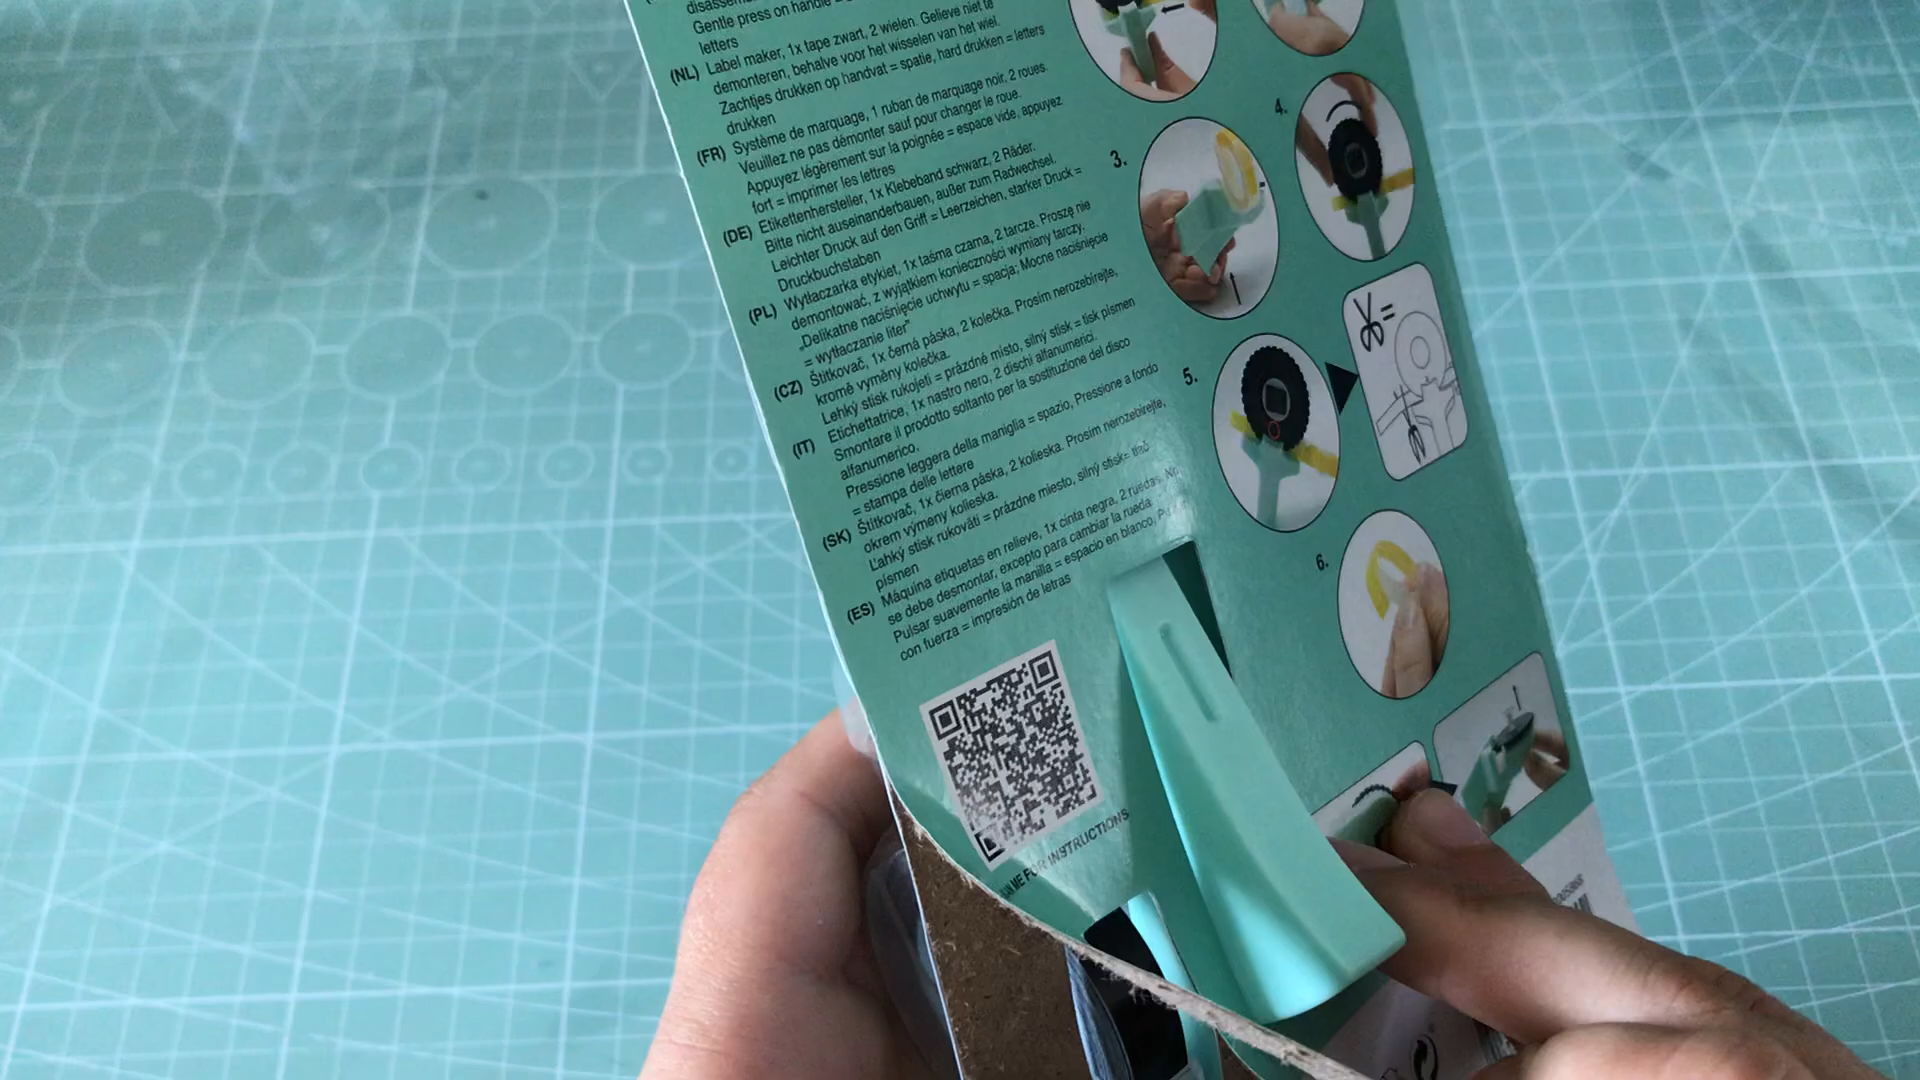 Gentle press on handle
letters
(NL) Label maker, 1x tape zwart, 2 wielen. Gelieve niet te
demonteren, behalve voor het wisselen van het wiel.
Zachtjes drukken op handvat = spatie, hard drukken = letters
drukken
(FR) Système de marquage, 1 ruban de marquage noir, 2 roues.
Veuillez ne pas démonter sauf pour changer le roue.
Appuyez légèrement sur la poignée = espace vide, appuyez
fort = imprimer les lettres
(DE) Etikettenhersteller, 1x Klebeband schwarz, 2 Räder.
Bitte nicht auseinanderbauen, außer zum Radwechsel.
Leichter Druck auf den Griff = Leerzeichen, starker Druck =
Druckbuchstaben
(PL) Wytłaczarka etykiet, 1x taśma czarna, 2 tarcze. Proszę nie
demontować, z wyjątkiem konieczności wymiany tarczy.
„Delikatne naciśnięcie uchwytu = spacja; Mocne naciśnięcie
= wytłaczanie liter"
(CZ) Štítkovač, 1x černá páska, 2 kolečka. Prosím nerozebírejte,
kromě výměny kolečka.
Lehký stisk rukojeti = prázdné místo, silný stisk = tisk písmen
(IT) Etichettatrice, 1x nastro nero, 2 dischi alfanumerici.
Smontare il prodotto soltanto per la sostituzione del disco
alfanumerico.
Pressione leggera della maniglia = spazio, Pressione a fondo
= stampa delle lettere
(SK) Štítkovač, 1x čierna páska, 2 kolieska. Prosím nerozebírejte,
okrem výmeny kolieska.
Ľahký stisk rukoväti = prázdne miesto, silný stisk= tlač
písmen
(ES) Máquina etiquetas en relieve, 1x cinta negra, 2 ruedas. No
se debe desmontar, excepto para cambiar la rueda
Pulsar suavemente la manilla = espacio en blanco,
con fuerza = impresión de letras
ME FOR INSTRUCTIONS
3.
4.
5.
6.